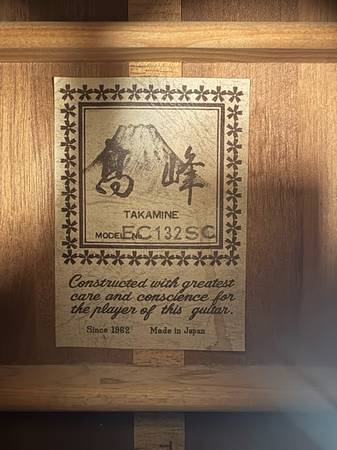 高峰
TAKAMINE
MODEL No. EC132SC
Constructed with greatest
care and conscience for
the player of this guitar.
Since 1962 Made in Japan